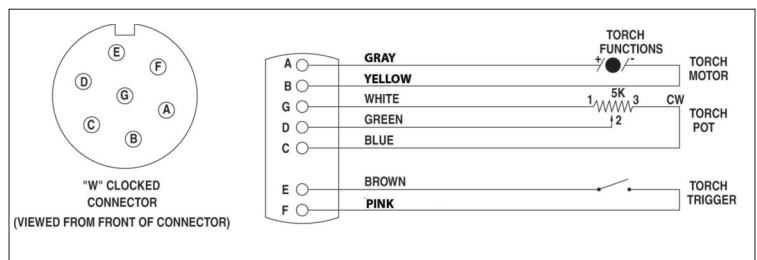 E
F
D
G
A
C
B
"W" CLOCKED
CONNECTOR
(VIEWED FROM FRONT OF CONNECTOR)
TORCH
FUNCTIONS
A GRAY + - TORCH
MOTOR
B YELLOW
G WHITE 1 5K 3 CW
TORCH
POT
D GREEN 2
C BLUE
E BROWN TORCH
TRIGGER
F PINK